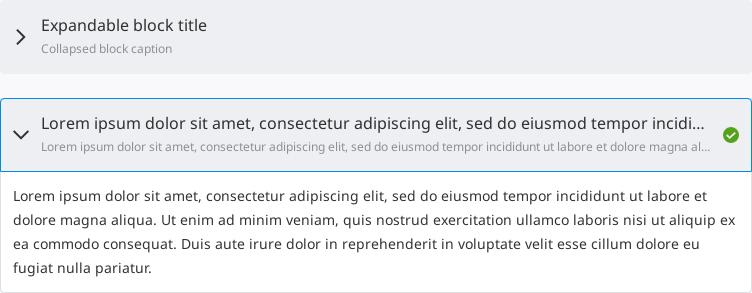 Expandable block title
Collapsed block caption
Lorem ipsum dolor sit amet, consectetur adipiscing elit, sed do eiusmod tempor incidi...
Lorem ipsum dolor sit amet, consectetur adipiscing elit, sed do eiusmod tempor incididunt ut labore et dolore magna al...
Lorem ipsum dolor sit amet, consectetur adipiscing elit, sed do eiusmod tempor incididunt ut labore et
dolore magna aliqua. Ut enim ad minim veniam, quis nostrud exercitation ullamco laboris nisi ut aliquip ex
ea commodo consequat. Duis aute irure dolor in reprehenderit in voluptate velit esse cillum dolore eu
fugiat nulla pariatur.